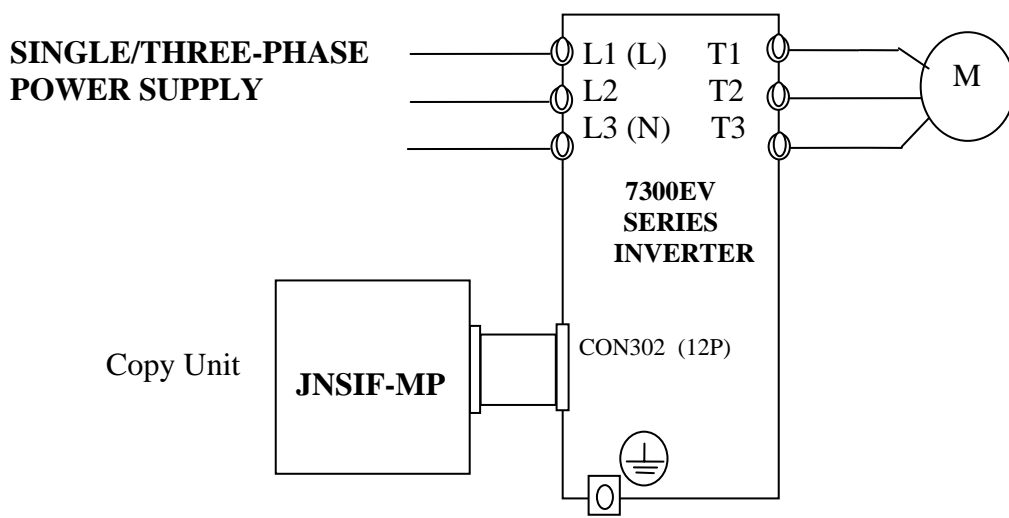 SINGLE/THREE-PHASE
POWER SUPPLY
L1 (L) T1
L2 T2
L3 (N) T3
M
7300EV
SERIES
INVERTER
CON302 (12P)
Copy Unit
JNSIF-MP